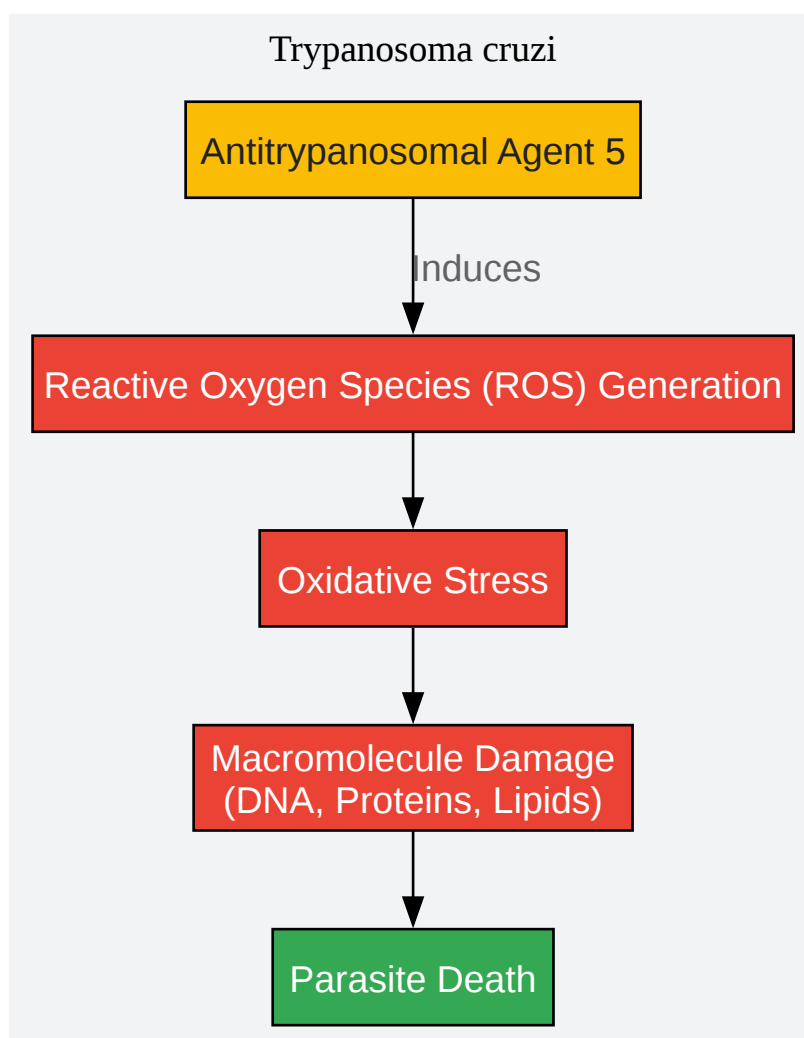 Trypanosoma cruzi
Antitrypanosomal Agent 5
Induces
Reactive Oxygen Species (ROS) Generation
Oxidative Stress
Macromolecule Damage
(DNA, Proteins, Lipids)
Parasite Death